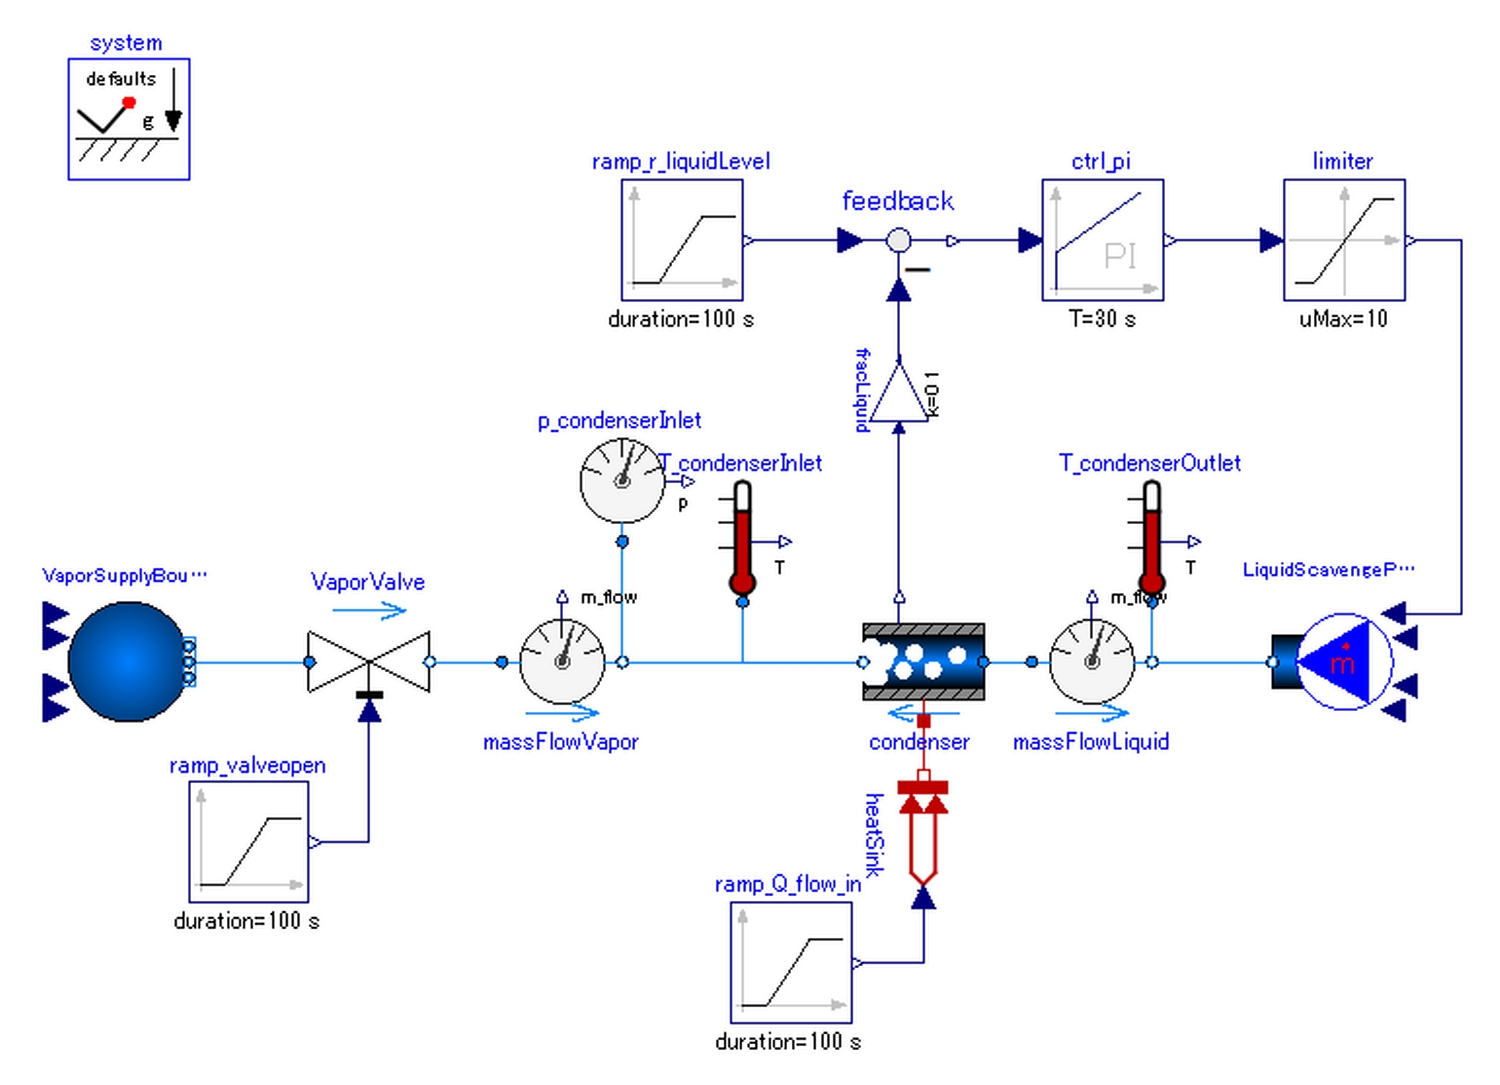 system
defaults
g
ramp_r_liquidLevel
duration=100 s
feedback
ctrl_pi
PI
T=30 s
limiter
uMax=10
fracLiquid
k=0.1
p_condenserInlet
p
T_condenserInlet
T
T_condenserOutlet
T
VaporSupplyBou...
VaporValve
m_flow
massFlowVapor
condenser
m_flow
massFlowLiquid
LiquidScavengeP...
ṁ
ramp_valveopen
duration=100 s
heatSink
ramp_Q_flow_in
duration=100 s